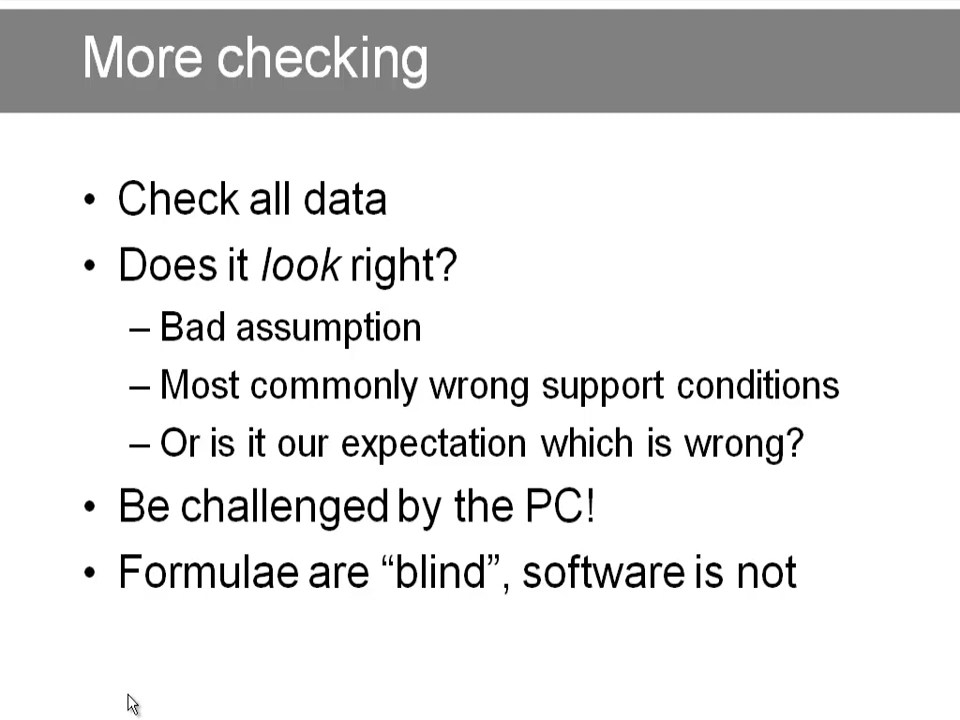 More checking
• Check all data
• Does it look right?
– Bad assumption
– Most commonly wrong support conditions
– Or is it our expectation which is wrong?
• Be challenged by the PC!
• Formulae are “blind”, software is not